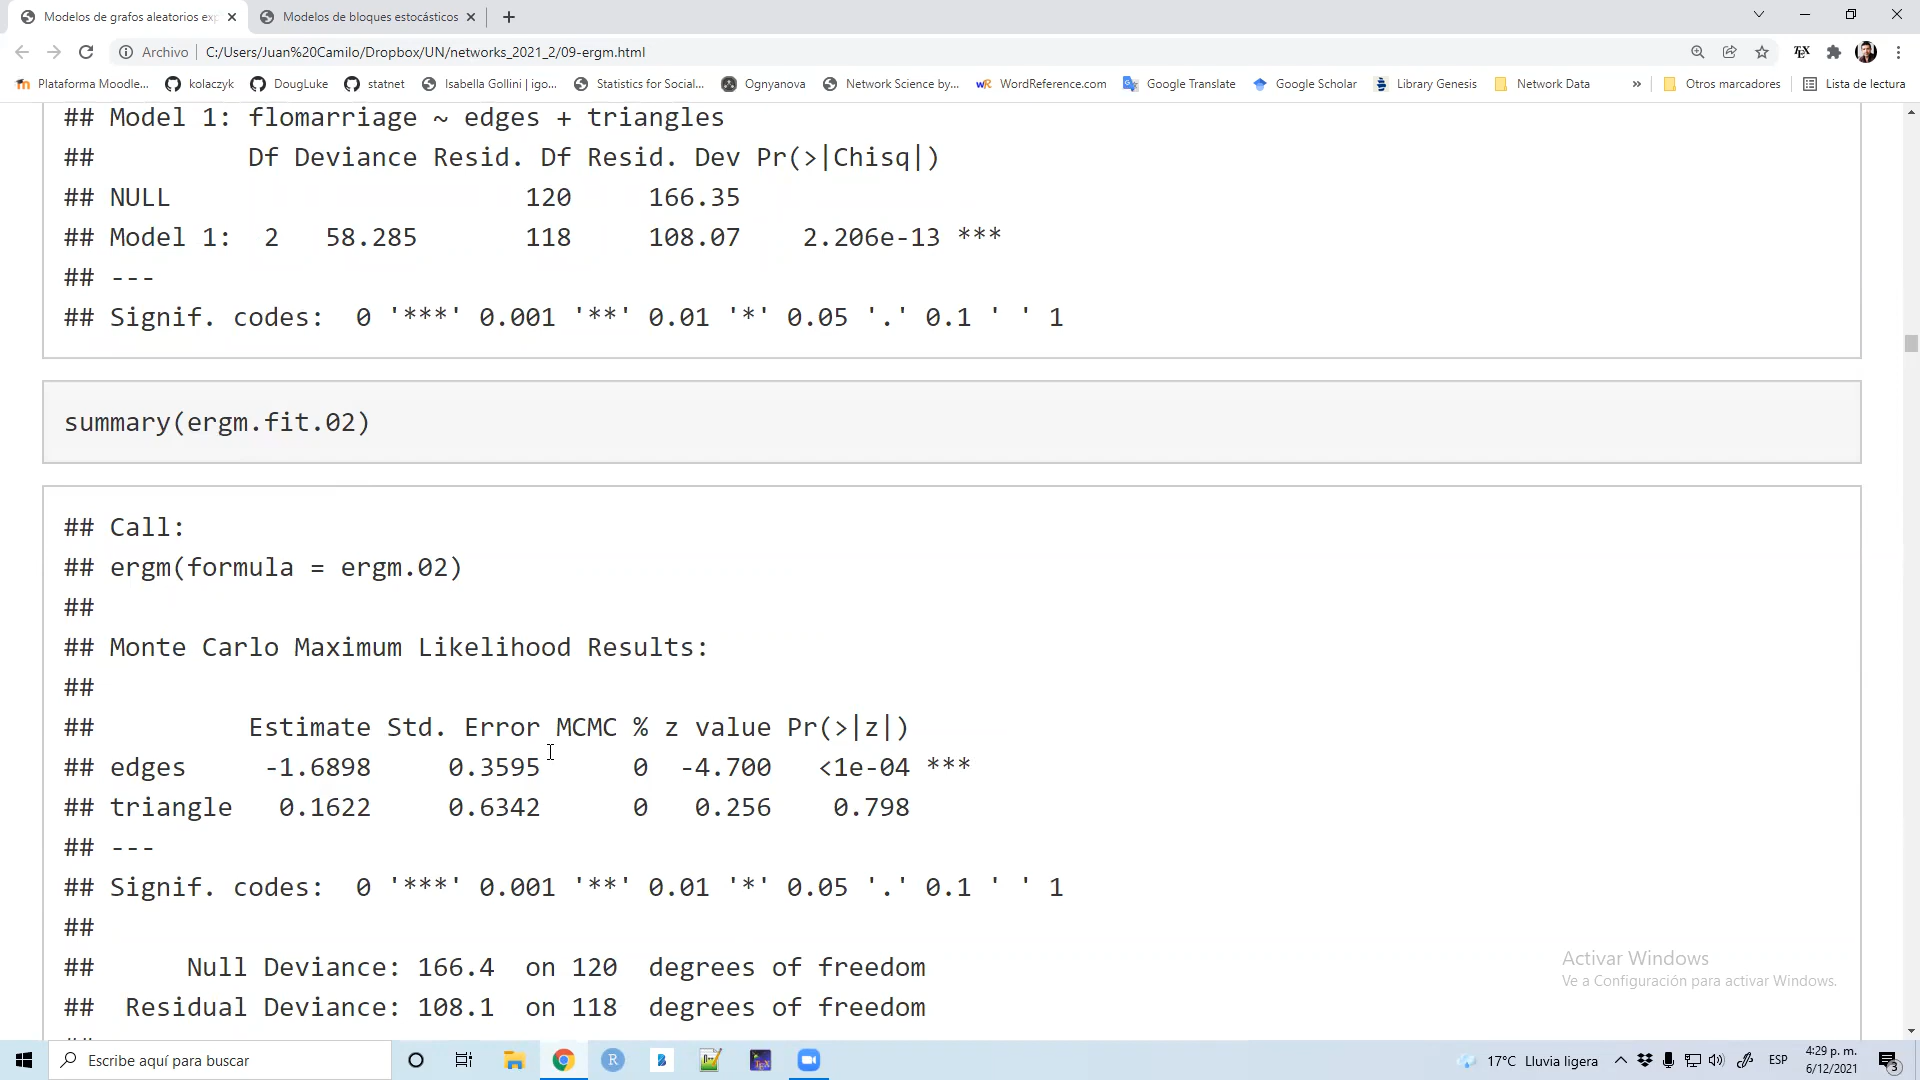 Modelos de grafos aleatorios exp
Modelos de bloques estocásticos
Archivo
C:/Users/Juan%20Camilo/Dropbox/UN/networks_2021_2/09-ergm.html
Plataforma Moodle...
kolaczyk
DougLuke
statnet
Isabella Gollini | igo...
Statistics for Social...
Ognyanova
Network Science by...
WordReference.com
Google Translate
Google Scholar
Library Genesis
Network Data
»
Otros marcadores
Lista de lectura
## Model 1: flomarriage ~ edges + triangles
## Df Deviance Resid. Df Resid. Dev Pr(>|Chisq|)
## NULL 120 166.35
## Model 1: 2 58.285 118 108.07 2.206e-13 ***
## ---
## Signif. codes: 0 '***' 0.001 '**' 0.01 '*' 0.05 '.' 0.1 ' ' 1
summary(ergm.fit.02)
## Call:
## ergm(formula = ergm.02)
##
## Monte Carlo Maximum Likelihood Results:
##
## Estimate Std. Error MCMC % z value Pr(>|z|)
## edges -1.6898 0.3595 0 -4.700 <1e-04 ***
## triangle 0.1622 0.6342 0 0.256 0.798
## ---
## Signif. codes: 0 '***' 0.001 '**' 0.01 '*' 0.05 '.' 0.1 ' ' 1
##
## Null Deviance: 166.4 on 120 degrees of freedom
## Residual Deviance: 108.1 on 118 degrees of freedom
Activar Windows
Ve a Configuración para activar Windows.
Escribe aquí para buscar
17°C Lluvia ligera
ESP
4:29 p. m.
6/12/2021
3